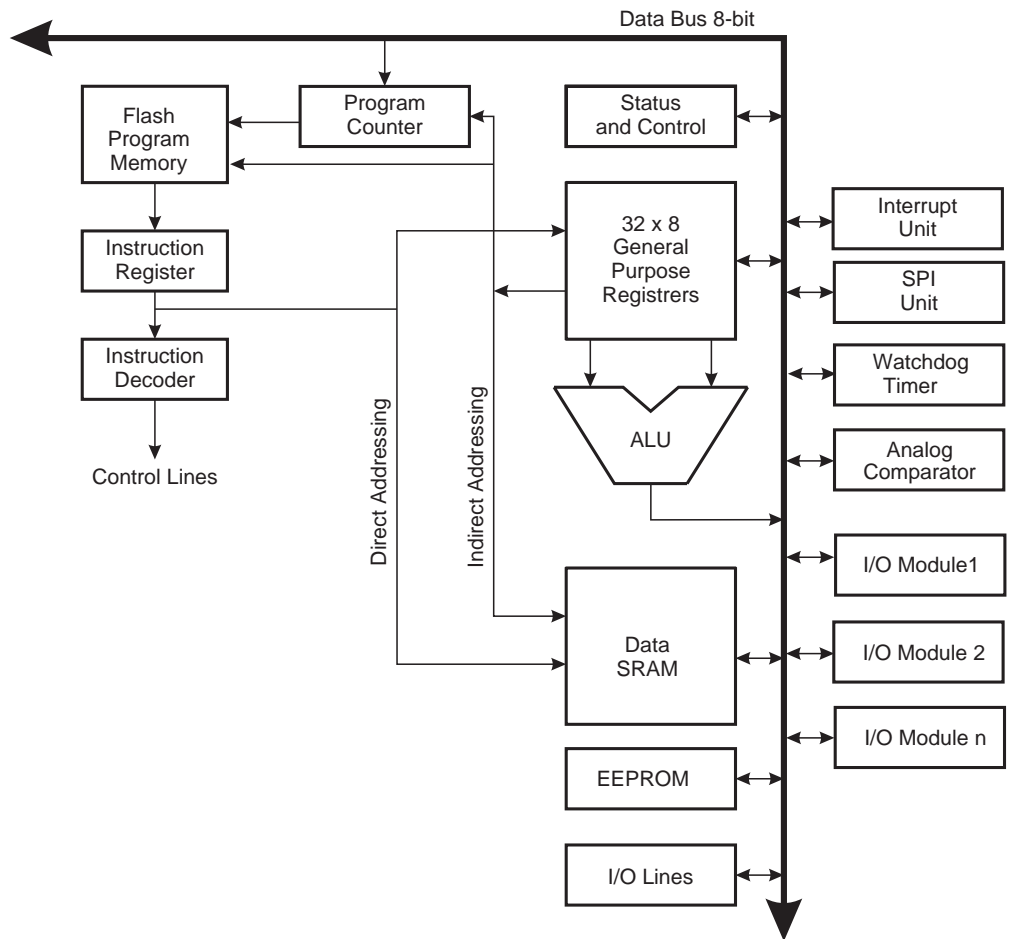 Data Bus 8-bit
Flash
Program
Memory
Program
Counter
Status
and Control
Interrupt
Unit
32 x 8
General
Purpose
Registrers
Instruction
Register
SPI
Unit
Instruction
Decoder
Watchdog
Timer
ALU
Analog
Comparator
Control Lines
Direct Addressing
Indirect Addressing
I/O Module1
Data
SRAM
I/O Module 2
I/O Module n
EEPROM
I/O Lines